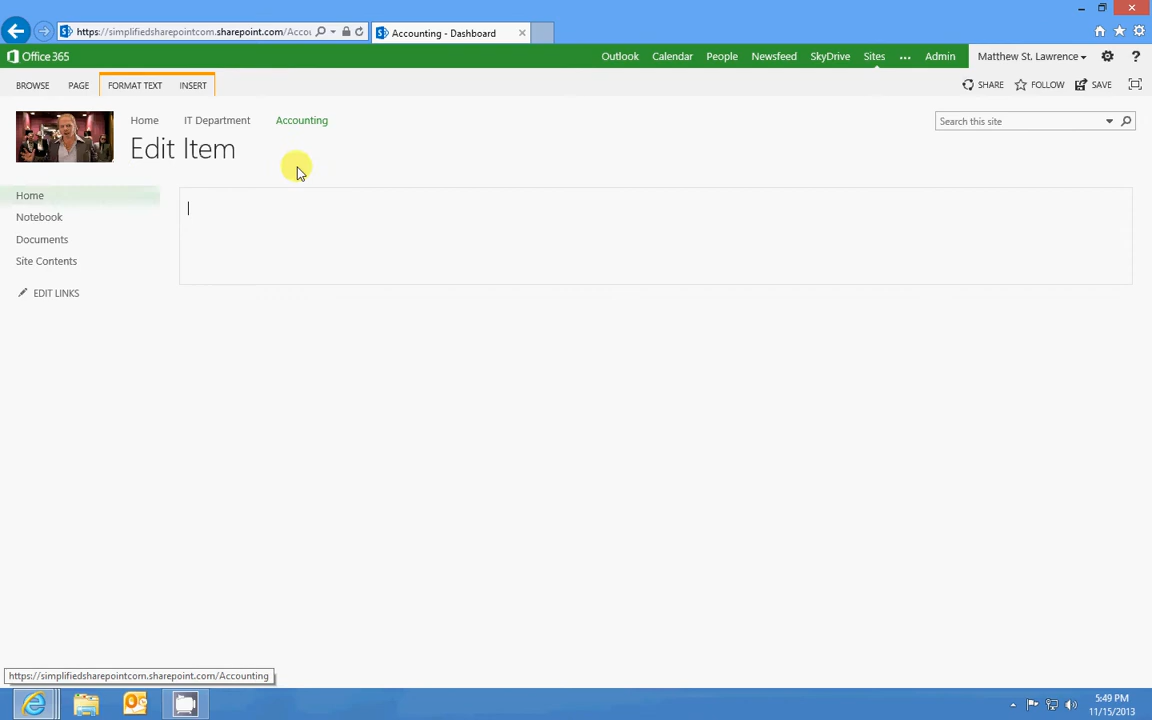 https://simplifiedsharepointcom.sharepoint.com/Accou
Accounting - Dashboard
Office 365
Outlook Calendar People Newsfeed SkyDrive Sites ... Admin Matthew St. Lawrence ?
BROWSE PAGE FORMAT TEXT INSERT SHARE FOLLOW SAVE
Home IT Department Accounting
Search this site
Edit Item
Home
Notebook
Documents
Site Contents
EDIT LINKS
https://simplifiedsharepointcom.sharepoint.com/Accounting
5:49 PM
11/15/2013